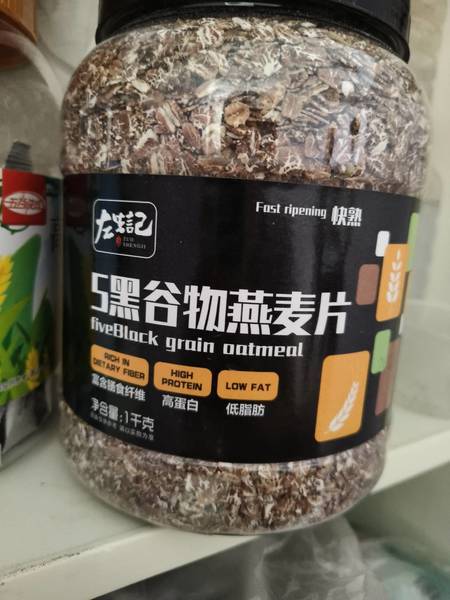 Fast ripening 快熟
左生記
ZUO
SHENGJI
5黑谷物燕麦片
fiveBlack grain oatmeal
RICH IN
DIETARY FIBER
富含膳食纤维
HIGH
PROTEIN
高蛋白
LOW FAT
低脂肪
净含量:1千克